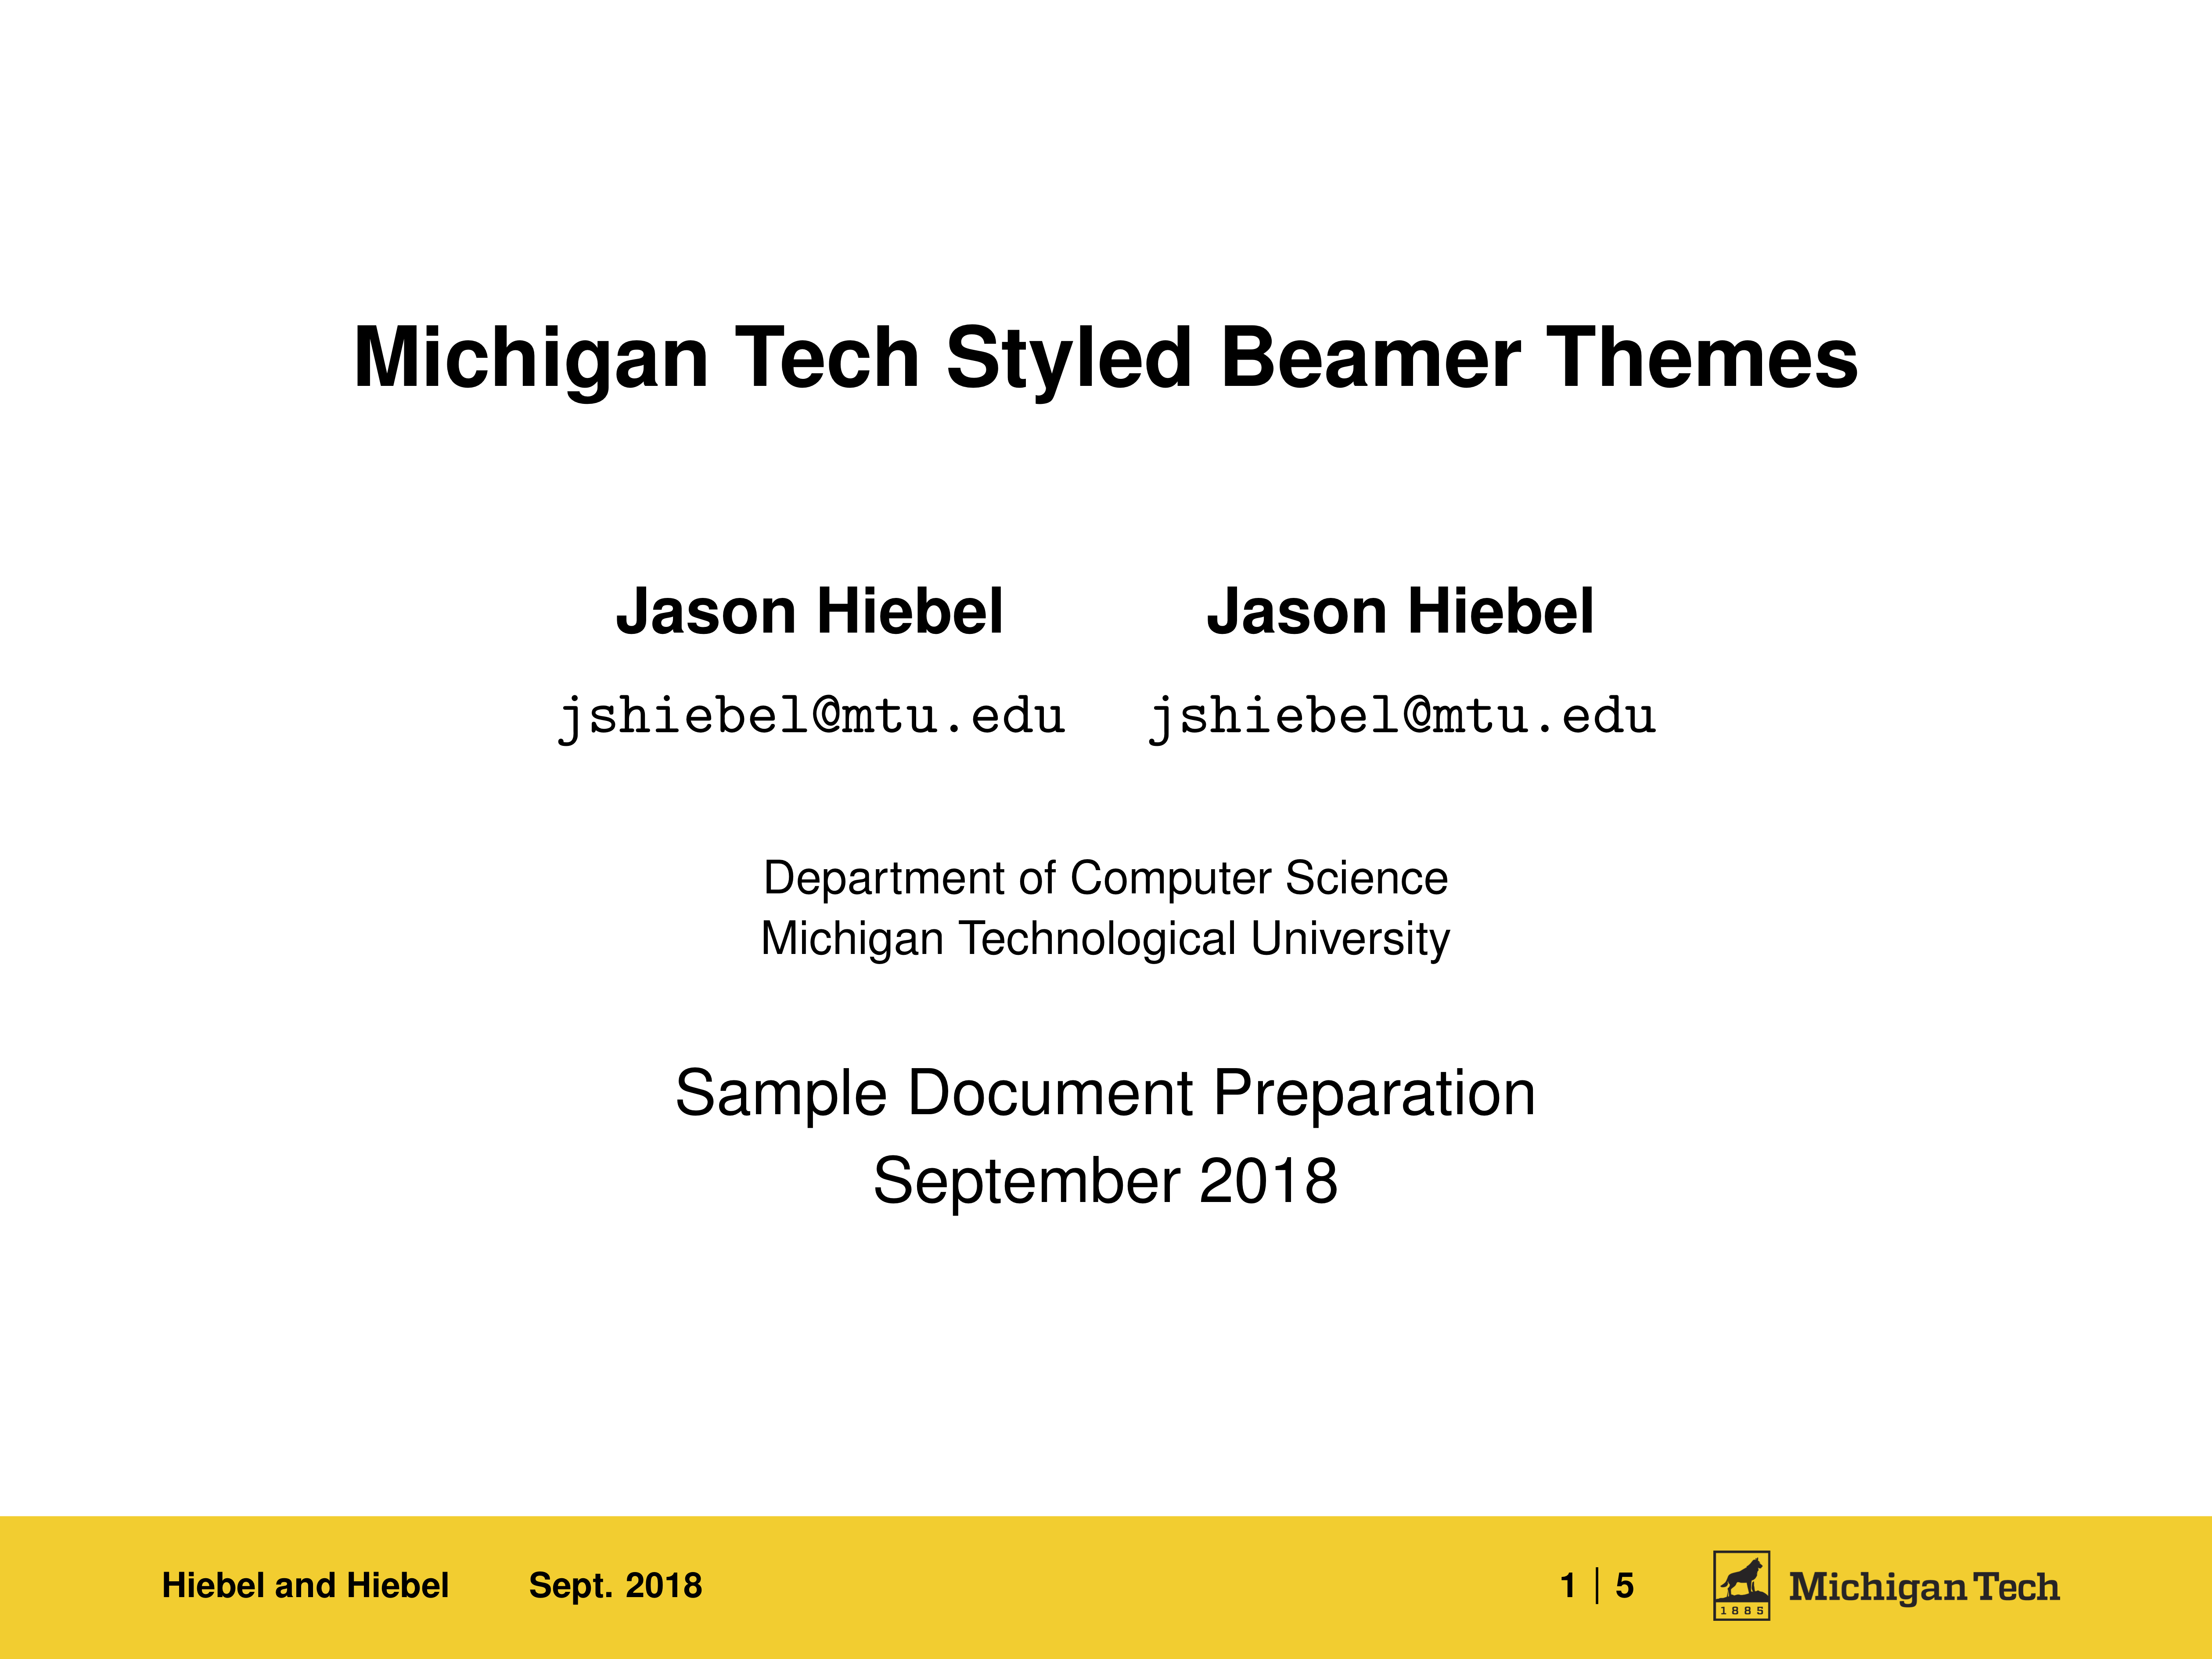 Michigan Tech Styled Beamer Themes
Jason Hiebel Jason Hiebel
jshiebel@mtu.edu jshiebel@mtu.edu
Department of Computer Science
Michigan Technological University
Sample Document Preparation
September 2018
Hiebel and Hiebel Sept. 2018 1 | 5 1885 Michigan Tech